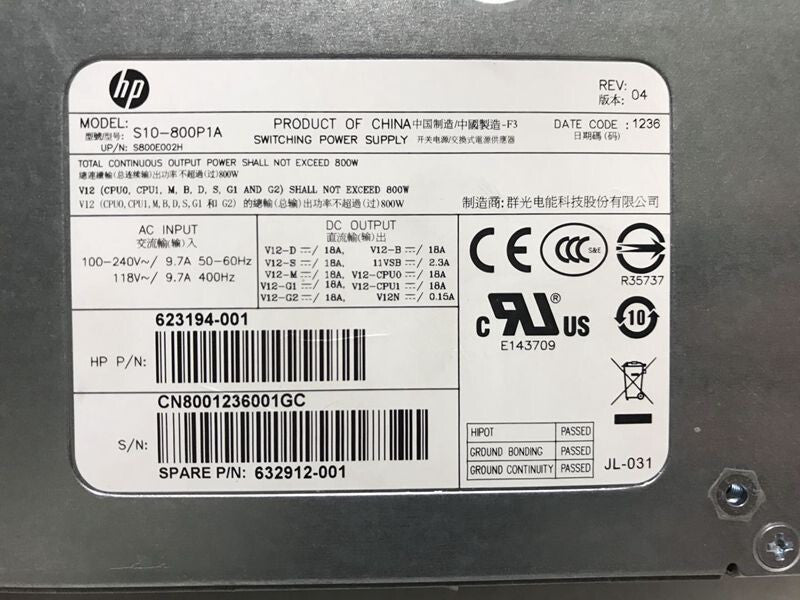 hp
REV: 04
版本:
MODEL: S10-800P1A
型號/型号:
UP/N: S800E002H
PRODUCT OF CHINA 中国制造/中國製造-F3
SWITCHING POWER SUPPLY 开关电源/交換式電源供應器
DATE CODE : 1236
日期碼(码)
TOTAL CONTINUOUS OUTPUT POWER SHALL NOT EXCEED 800W
總連續輸(总连续输)出功率不超過(过)800W
V12 (CPU0, CPU1, M, B, D, S, G1 AND G2) SHALL NOT EXCEED 800W
V12 (CPU0, CPU1, M, B, D, S, G1 和 G2) 的總輸(总输)出功率不超過(过)800W
制造商: 群光电能科技股份有限公司
AC INPUT
交流輸(输)入
100-240V~/ 9.7A 50-60Hz
118V~/ 9.7A 400Hz
DC OUTPUT
直流輸(输)出
V12-D ⎓/ 18A, V12-B ⎓/ 18A
V12-S ⎓/ 18A, 11VSB ⎓/ 2.3A
V12-M ⎓/ 18A, V12-CPU0 ⎓/ 18A
V12-G1 ⎓/ 18A, V12-CPU1 ⎓/ 18A
V12-G2 ⎓/ 18A, V12N ⎓/ 0.15A
CE CCC S&E
R35737
c RU ® US
E143709
10
623194-001
HP P/N:
CN8001236001GC
S/N:
SPARE P/N: 632912-001
HIPOT PASSED
GROUND BONDING PASSED
GROUND CONTINUITY PASSED
JL-031